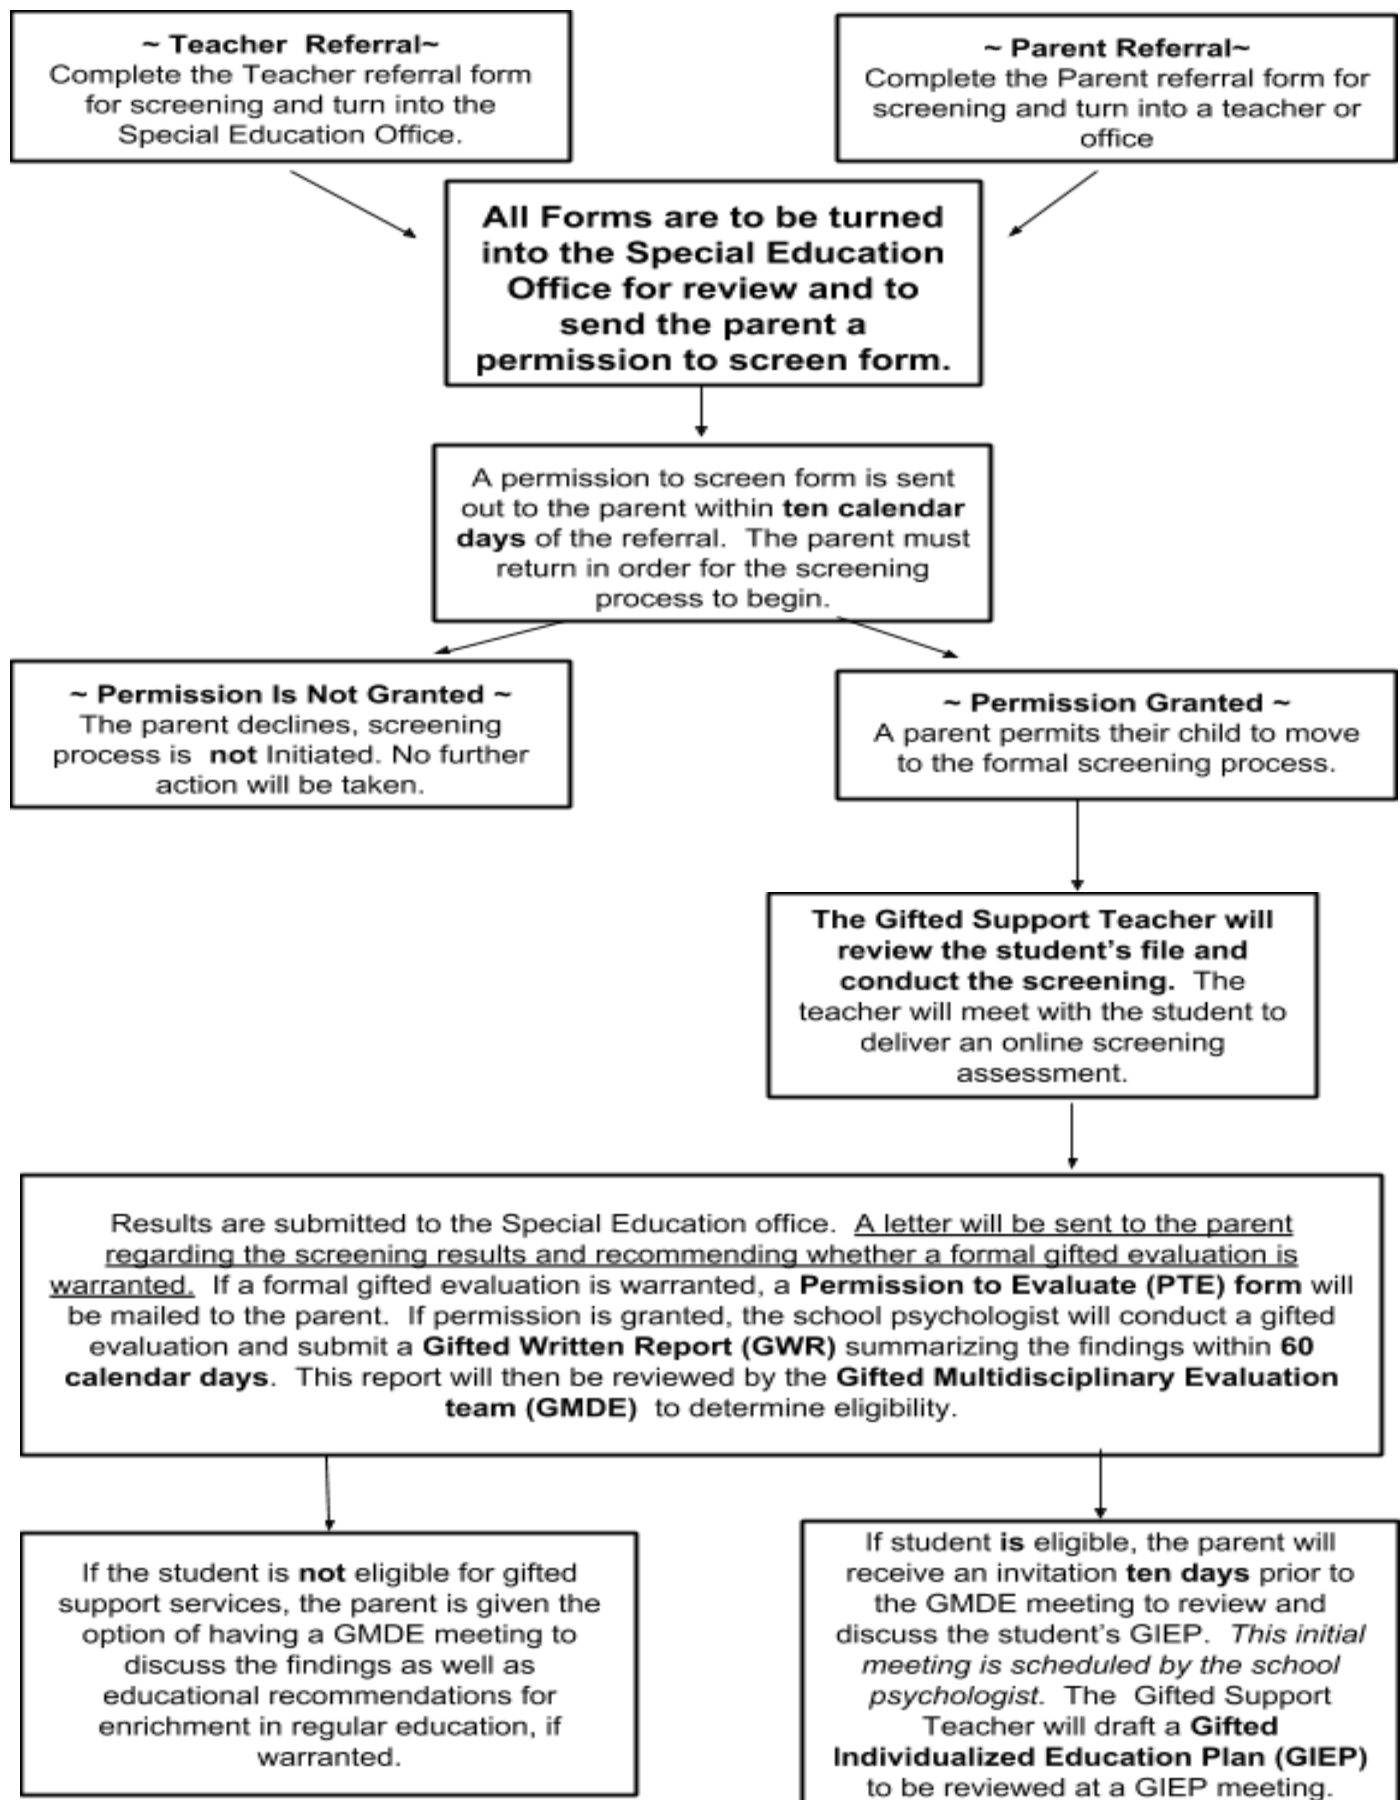 ~ Teacher Referral~
Complete the Teacher referral form
for screening and turn into the
Special Education Office.
~ Parent Referral~
Complete the Parent referral form for
screening and turn into a teacher or
office
All Forms are to be turned
into the Special Education
Office for review and to
send the parent a
permission to screen form.
A permission to screen form is sent
out to the parent within ten calendar
days of the referral. The parent must
return in order for the screening
process to begin.
~ Permission Is Not Granted ~
The parent declines, screening
process is not Initiated. No further
action will be taken.
~ Permission Granted ~
A parent permits their child to move
to the formal screening process.
The Gifted Support Teacher will
review the student's file and
conduct the screening. The
teacher will meet with the student to
deliver an online screening
assessment.
Results are submitted to the Special Education office. A letter will be sent to the parent
regarding the screening results and recommending whether a formal gifted evaluation is
warranted. If a formal gifted evaluation is warranted, a Permission to Evaluate (PTE) form will
be mailed to the parent. If permission is granted, the school psychologist will conduct a gifted
evaluation and submit a Gifted Written Report (GWR) summarizing the findings within 60
calendar days. This report will then be reviewed by the Gifted Multidisciplinary Evaluation
team (GMDE) to determine eligibility.
If the student is not eligible for gifted
support services, the parent is given the
option of having a GMDE meeting to
discuss the findings as well as
educational recommendations for
enrichment in regular education, if
warranted.
If student is eligible, the parent will
receive an invitation ten days prior to
the GMDE meeting to review and
discuss the student's GIEP. This initial
meeting is scheduled by the school
psychologist. The Gifted Support
Teacher will draft a Gifted
Individualized Education Plan (GIEP)
to be reviewed at a GIEP meeting.